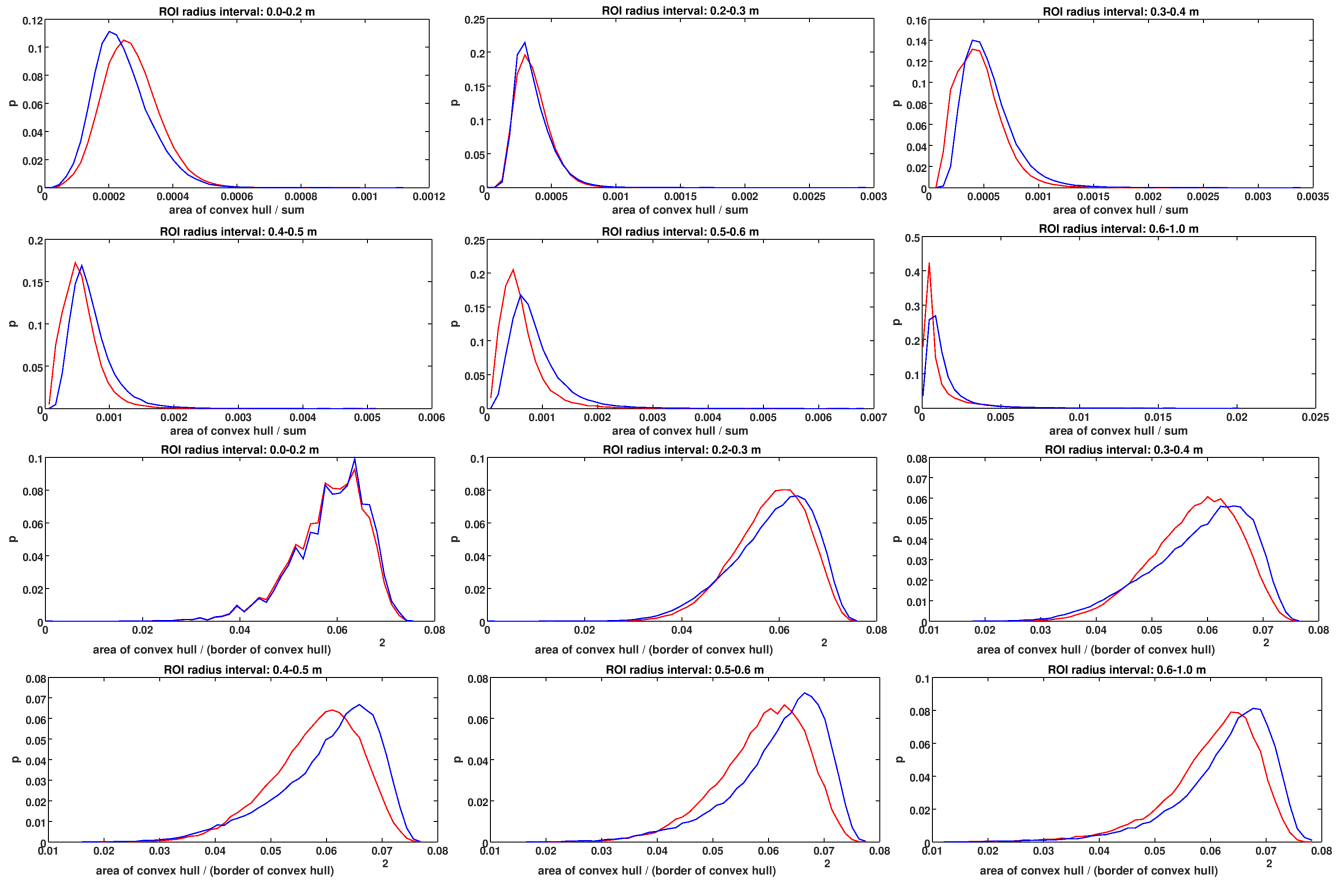 ROI radius interval: 0.0-0.2 m
0.12
0.1
0.08
0.06
0.04
0.02
0
p
0 0.0002 0.0004 0.0006 0.0008 0.001 0.0012
area of convex hull / sum
ROI radius interval: 0.2-0.3 m
0.25
0.2
0.15
0.1
0.05
0
p
0 0.0005 0.001 0.0015 0.002 0.0025 0.003
area of convex hull / sum
ROI radius interval: 0.3-0.4 m
0.16
0.14
0.12
0.1
0.08
0.06
0.04
0.02
0
p
0 0.0005 0.001 0.0015 0.002 0.0025 0.003 0.0035
area of convex hull / sum
ROI radius interval: 0.4-0.5 m
0.2
0.15
0.1
0.05
0
p
0.001 0.002 0.003 0.004 0.005 0.006
area of convex hull / sum
ROI radius interval: 0.5-0.6 m
0.25
0.2
0.15
0.1
0.05
0
p
0 0.001 0.002 0.003 0.004 0.005 0.006 0.007
area of convex hull / sum
ROI radius interval: 0.6-1.0 m
0.5
0.4
0.3
0.2
0.1
0
p
0 0.005 0.01 0.015 0.02 0.025
area of convex hull / sum
ROI radius interval: 0.0-0.2 m
0.1
0.08
0.06
0.04
0.02
0
p
0 0.02 0.04 0.06 0.08
area of convex hull / (border of convex hull)
2
ROI radius interval: 0.2-0.3 m
0.1
0.08
0.06
0.04
0.02
0
p
0 0.02 0.04 0.06 0.08
area of convex hull / (border of convex hull)
2
ROI radius interval: 0.3-0.4 m
0.08
0.07
0.06
0.05
0.04
0.03
0.02
0.01
0
p
0.01 0.02 0.03 0.04 0.05 0.06 0.07 0.08
area of convex hull / (border of convex hull)
2
ROI radius interval: 0.4-0.5 m
0.08
0.07
0.06
0.05
0.04
0.03
0.02
0.01
0
p
0.01 0.02 0.03 0.04 0.05 0.06 0.07 0.08
area of convex hull / (border of convex hull)
2
ROI radius interval: 0.5-0.6 m
0.08
0.06
0.04
0.02
0
p
0.01 0.02 0.03 0.04 0.05 0.06 0.07 0.08
area of convex hull / (border of convex hull)
2
ROI radius interval: 0.6-1.0 m
0.1
0.08
0.06
0.04
0.02
0
p
0.01 0.02 0.03 0.04 0.05 0.06 0.07 0.08
area of convex hull / (border of convex hull)
2